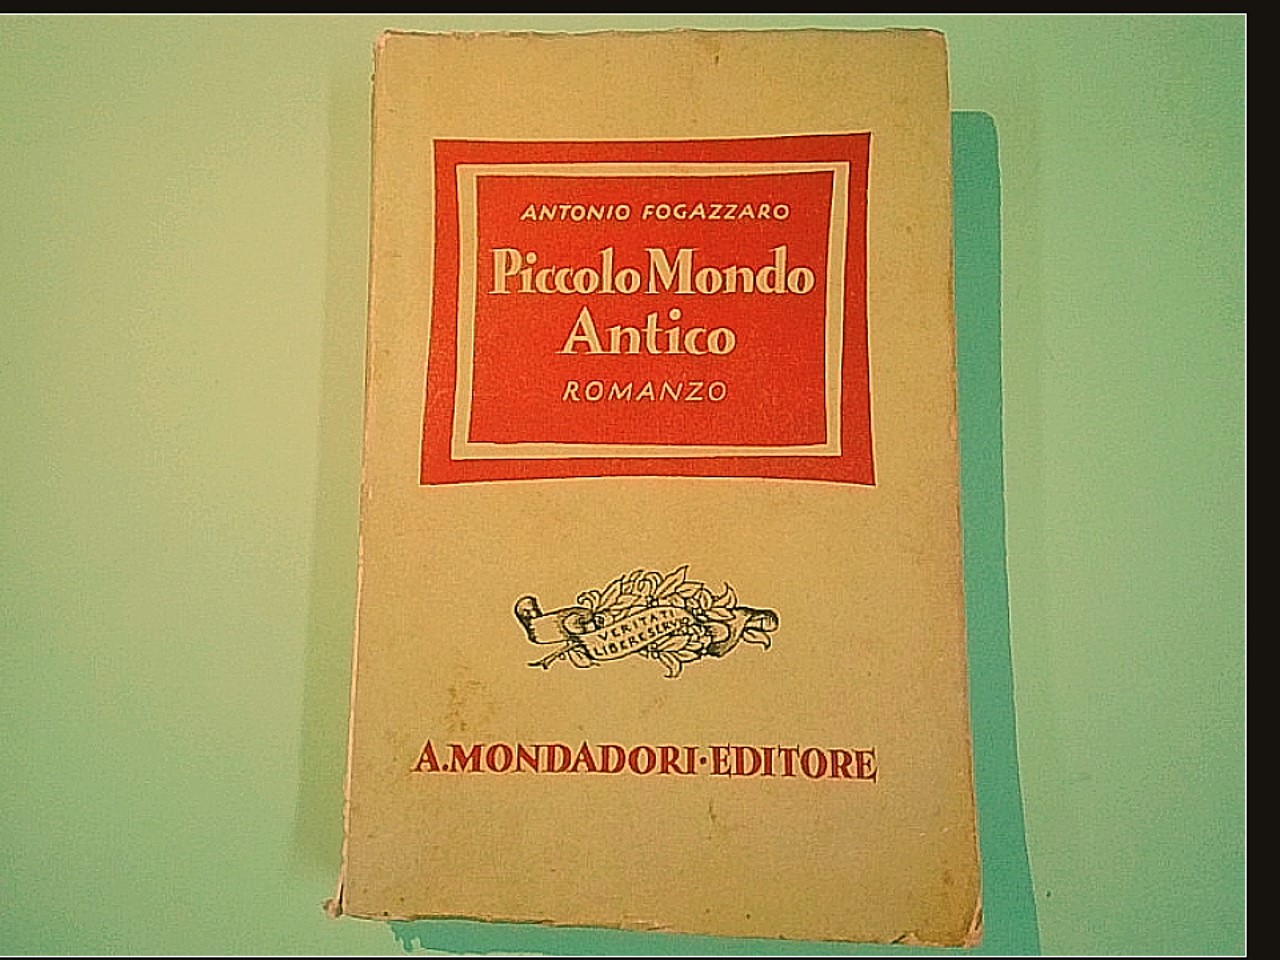 ANTONIO FOGAZZARO
Piccolo Mondo
Antico
ROMANZO
VERITATI
LIBERE SERVIO
A.MONDADORI·EDITORE